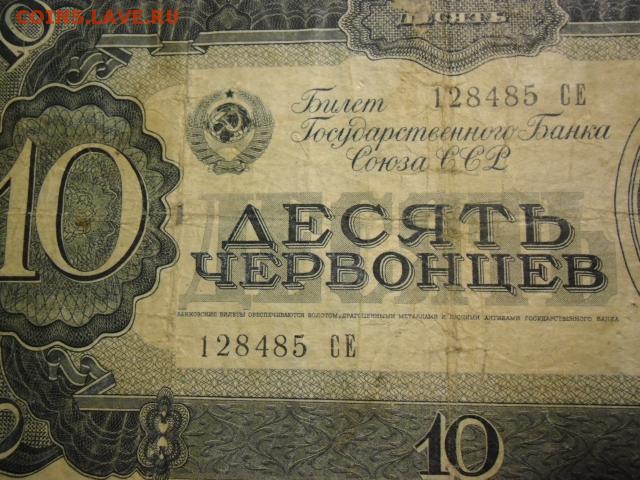 COINS.LAVE.RU
10
ДЕСЯТЬ
Билет 128485 СЕ
Государственного Банка
Союза ССР
10
ДЕСЯТЬ
ЧЕРВОНЦЕВ
БАНКОВСКИЕ БИЛЕТЫ ОБЕСПЕЧИВАЮТСЯ ЗОЛОТОМ, ДРАГОЦЕННЫМИ МЕТАЛЛАМИ И ПРОЧИМИ АКТИВАМИ ГОСУДАРСТВЕННОГО БАНКА
128485 СЕ
10